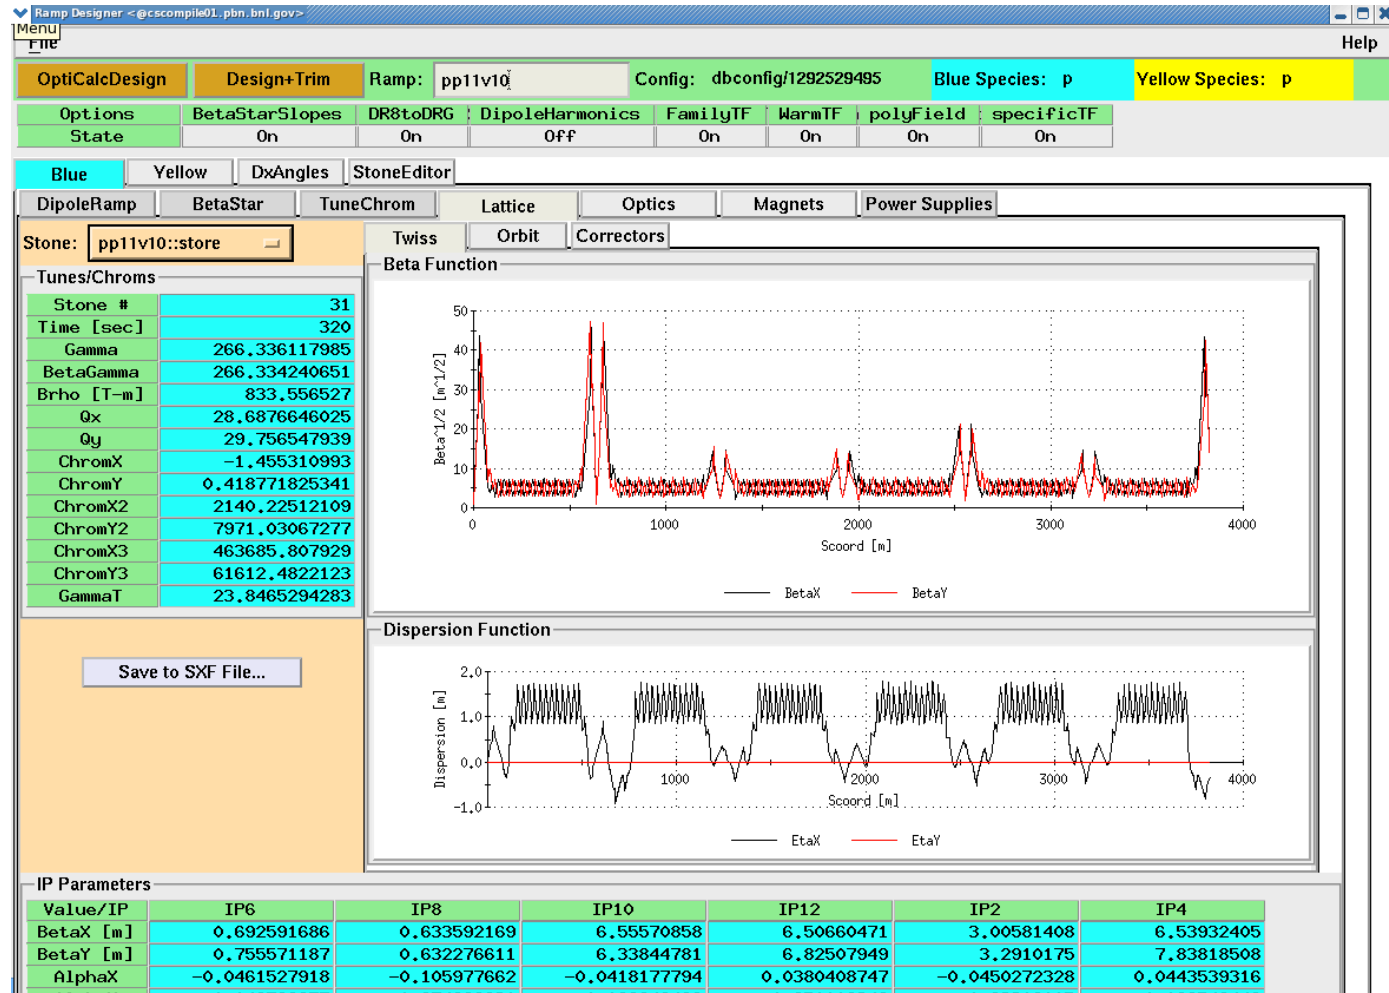 Ramp Designer <@cscompile01.pbn.bnl.gov>
Menu
File Help
OptiCalcDesign Design+Trim Ramp: pp11v10 Config: dbconfig/1292529495 Blue Species: p Yellow Species: p
Options BetaStarSlopes DR8toDRG DipoleHarmonics FamilyTF WarmTF polyField specificTF
State On On Off On On On On
Blue Yellow DxAngles StoneEditor
DipoleRamp BetaStar TuneChrom Lattice Optics Magnets Power Supplies
Stone: pp11v10::store
Twiss Orbit Correctors
Tunes/Chroms
Stone # 31
Time [sec] 320
Gamma 266.336117985
BetaGamma 266.334240651
Brho [T-m] 833.556527
Qx 28.6876646025
Qy 29.756547939
ChromX -1.455310993
ChromY 0.418771825341
ChromX2 2140.22512109
ChromY2 7971.03067277
ChromX3 463685.807929
ChromY3 61612.4822123
GammaT 23.8465294283
Save to SXF File...
Beta Function
Beta^1/2 [m^1/2]
50
40
30
20
10
0
0 1000 2000 3000 4000
Scoord [m]
BetaX BetaY
Dispersion Function
Dispersion [m]
2.0
1.0
0.0
-1.0
1000 2000 3000 4000
Scoord [m]
EtaX EtaY
IP Parameters
Value/IP IP6 IP8 IP10 IP12 IP2 IP4
BetaX [m] 0.692591686 0.633592169 6.55570858 6.50660471 3.00581408 6.53932405
BetaY [m] 0.755571187 0.632276611 6.33844781 6.82507949 3.2910175 7.83818508
AlphaX -0.0461527918 -0.105977662 -0.0418177794 0.0380408747 -0.0450272328 0.0443539316